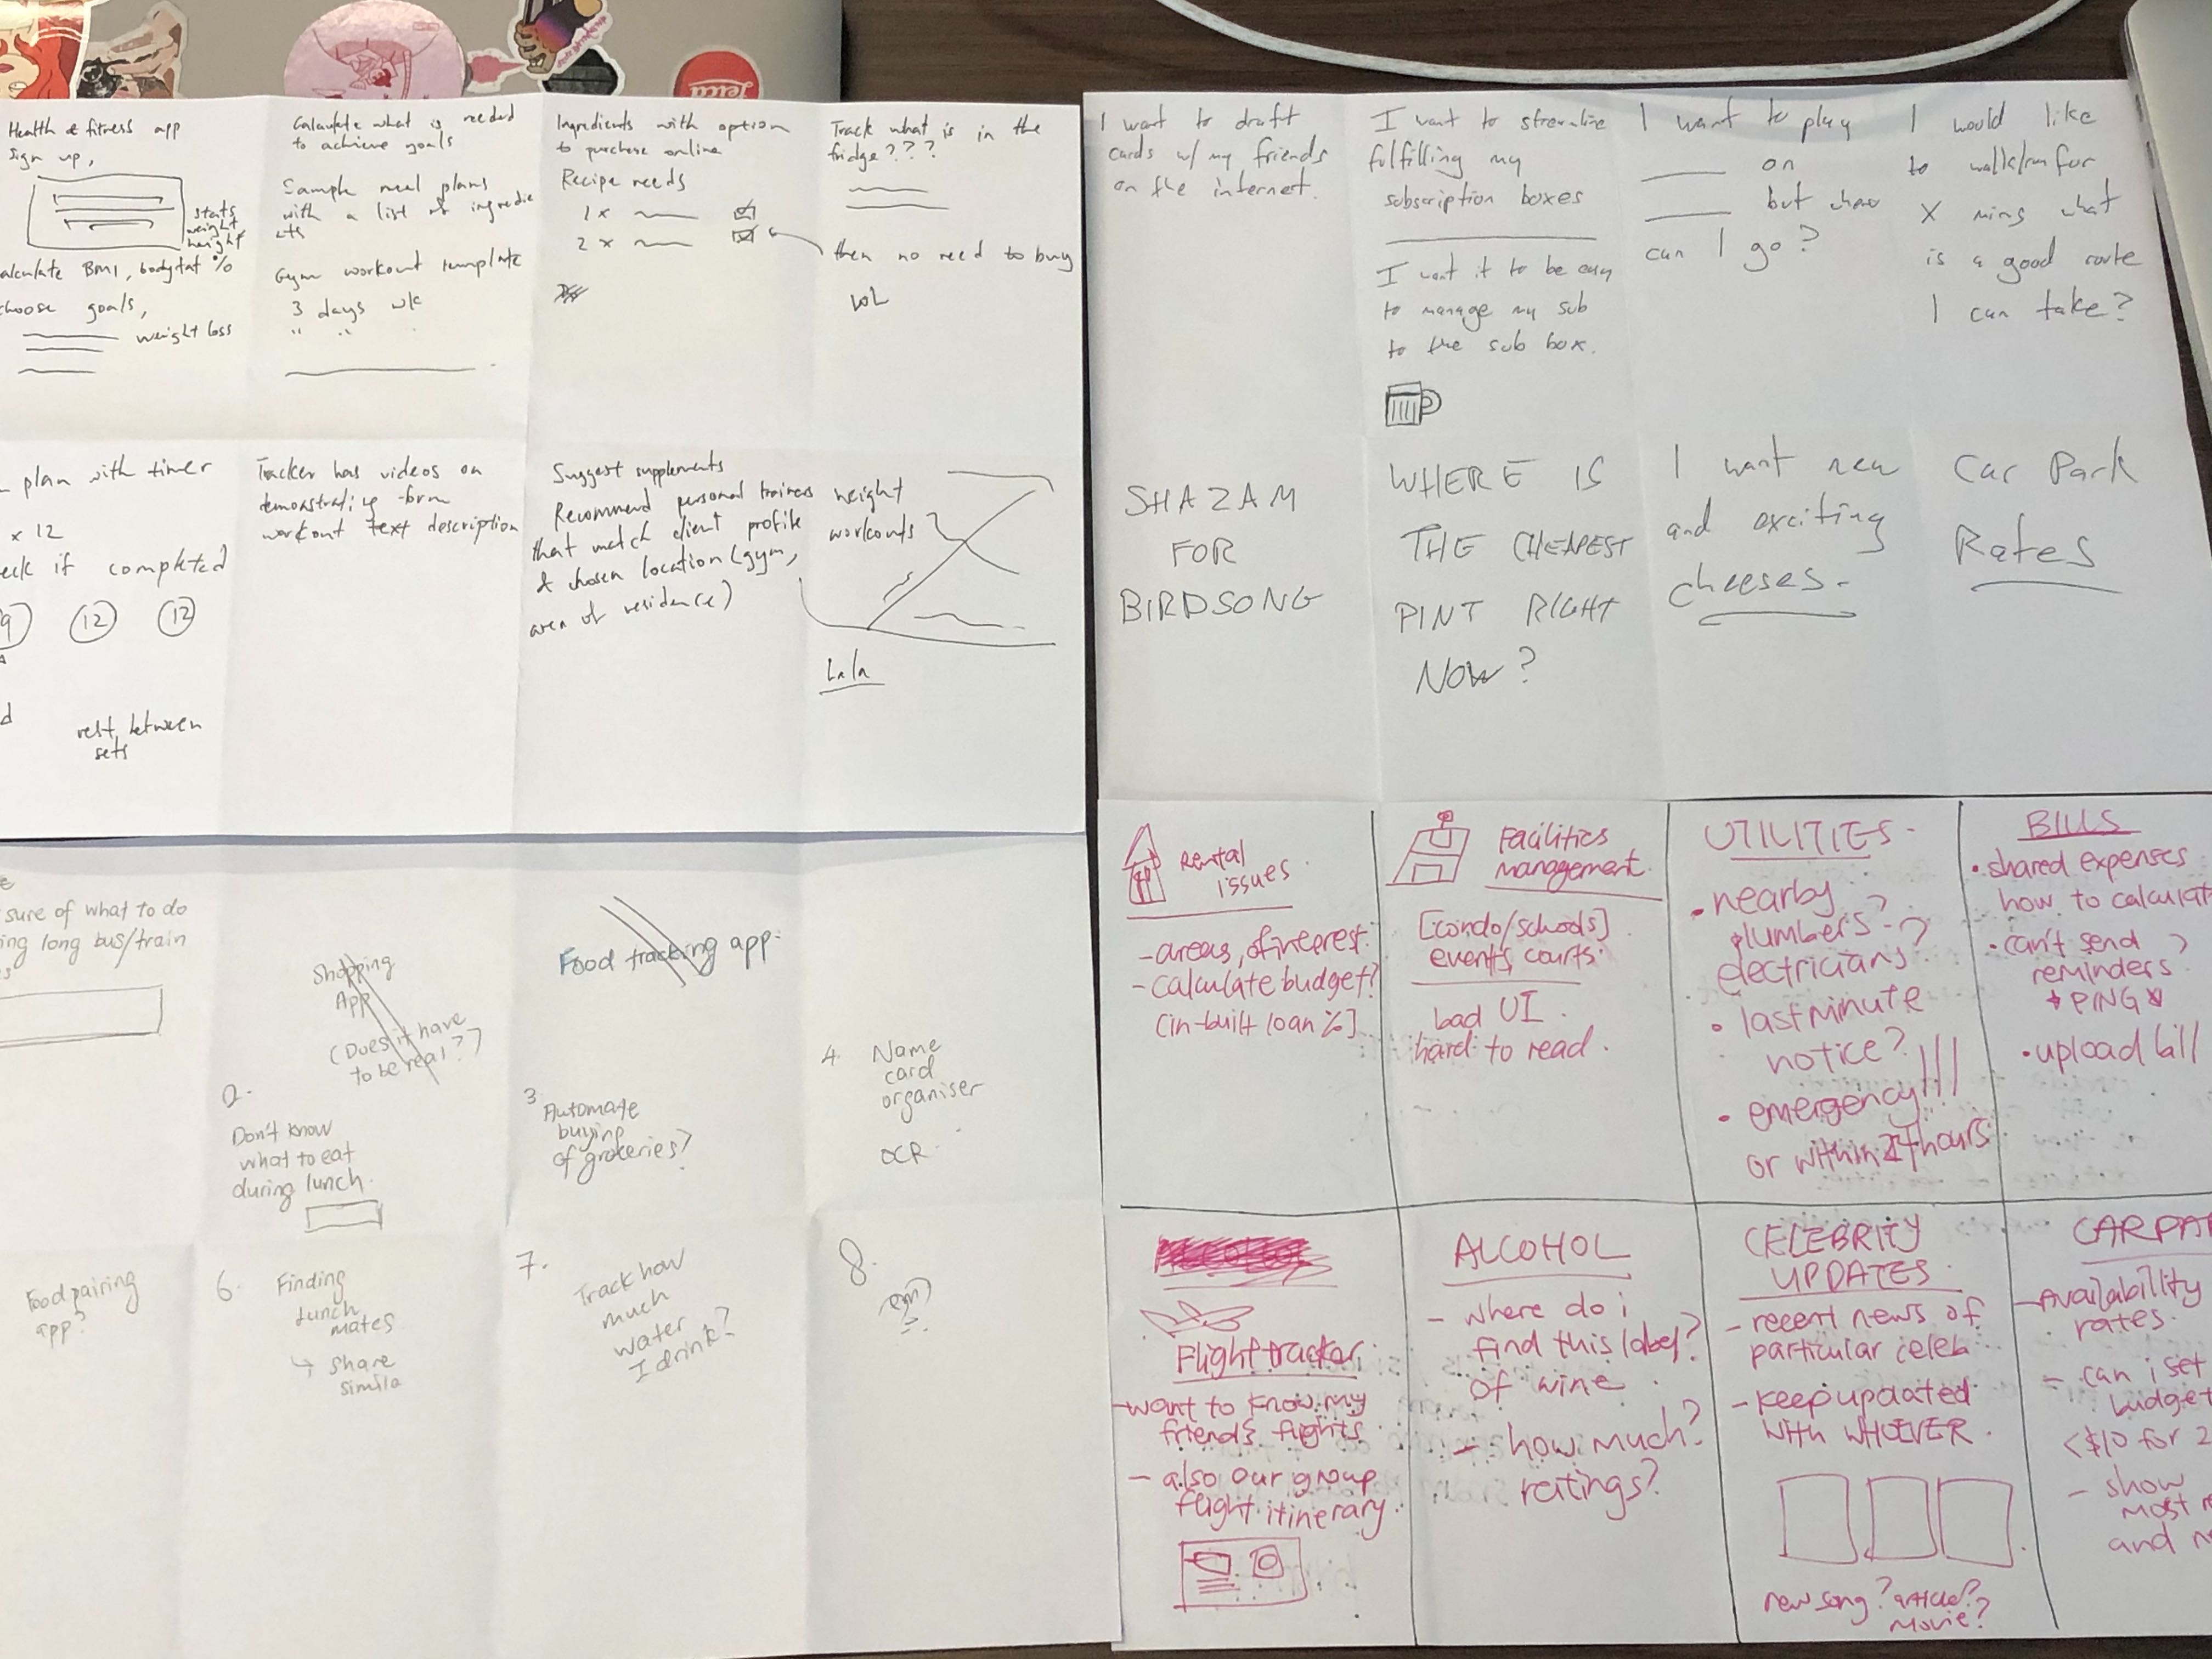 Leica
Health & fitness app
sign up,
stats
weight
height
alculate BMI, bodyfat %
choose goals,
weight loss
Calculate what is needed
to achieve goals
Sample meal plans
with a list of ingredie
nts
Gym workout template
3 days wk
" "
Ingredients with option
to purchase online
Recipe needs
1 x
2 x
Track what is in the
fridge???
then no need to buy
LOL
plan with timer
x 12
eck if completed
9 12 12
rest between
sets
Tracker has videos on
demonstrating form
workout text description
Suggest supplements
Recommend personal trainers
that match client profile
& chosen location (gym,
area of residence)
weight
workouts
Lala
I want to draft
cards w/ my friends
on the internet.
I want to streamline
fulfilling my
subscription boxes
I want it to be easy
to manage my sub
to the sub box.
I want to play
____ on
____ but where
can I go?
I would like
to walk/run for
X mins what
is a good route
I can take?
SHAZAM
FOR
BIRDSONG
WHERE IS
THE CHEAPEST
PINT RIGHT
NOW?
I want new
and exciting
cheeses.
Car Park
Rates
sure of what to do
ing long bus/train
Shopping
App
(Does it have
to be real?)
2.
Don't know
what to eat
during lunch.
Food tracking app.
3.
Automate
buying
of groceries?
4. Name
card
organiser
OCR
Food pairing
app?
6. Finding
lunch
mates
↳ share
simila
7.
Track how
much
water
I drink?
8.
Rental
issues.
- areas of interest.
- calculate budget?
[in-built loan %]
Facilities
management.
[condo/schools]
events, courts.
bad UI.
hard to read.
UTILITIES-
• nearby
plumbers?
electricians?
• last minute
notice?
• emergency!!!
or within 24 hours
BILLS
• shared expenses
how to calculat
• can't send
reminders?
*PING*
• upload bill
Flight tracker
- want to know my
friend's flights
- also our group
flight itinerary.
ALCOHOL
- where do i
find this label?
of wine.
- how much?
ratings?
CELEBRITY
UPDATES.
- recent news of
particular celeb
- keep updated
WITH WHOEVER.
new song? article?
movie?
CARPA
- Availability
rates.
- can i set
budget
<$10 for 2
- show
most
and